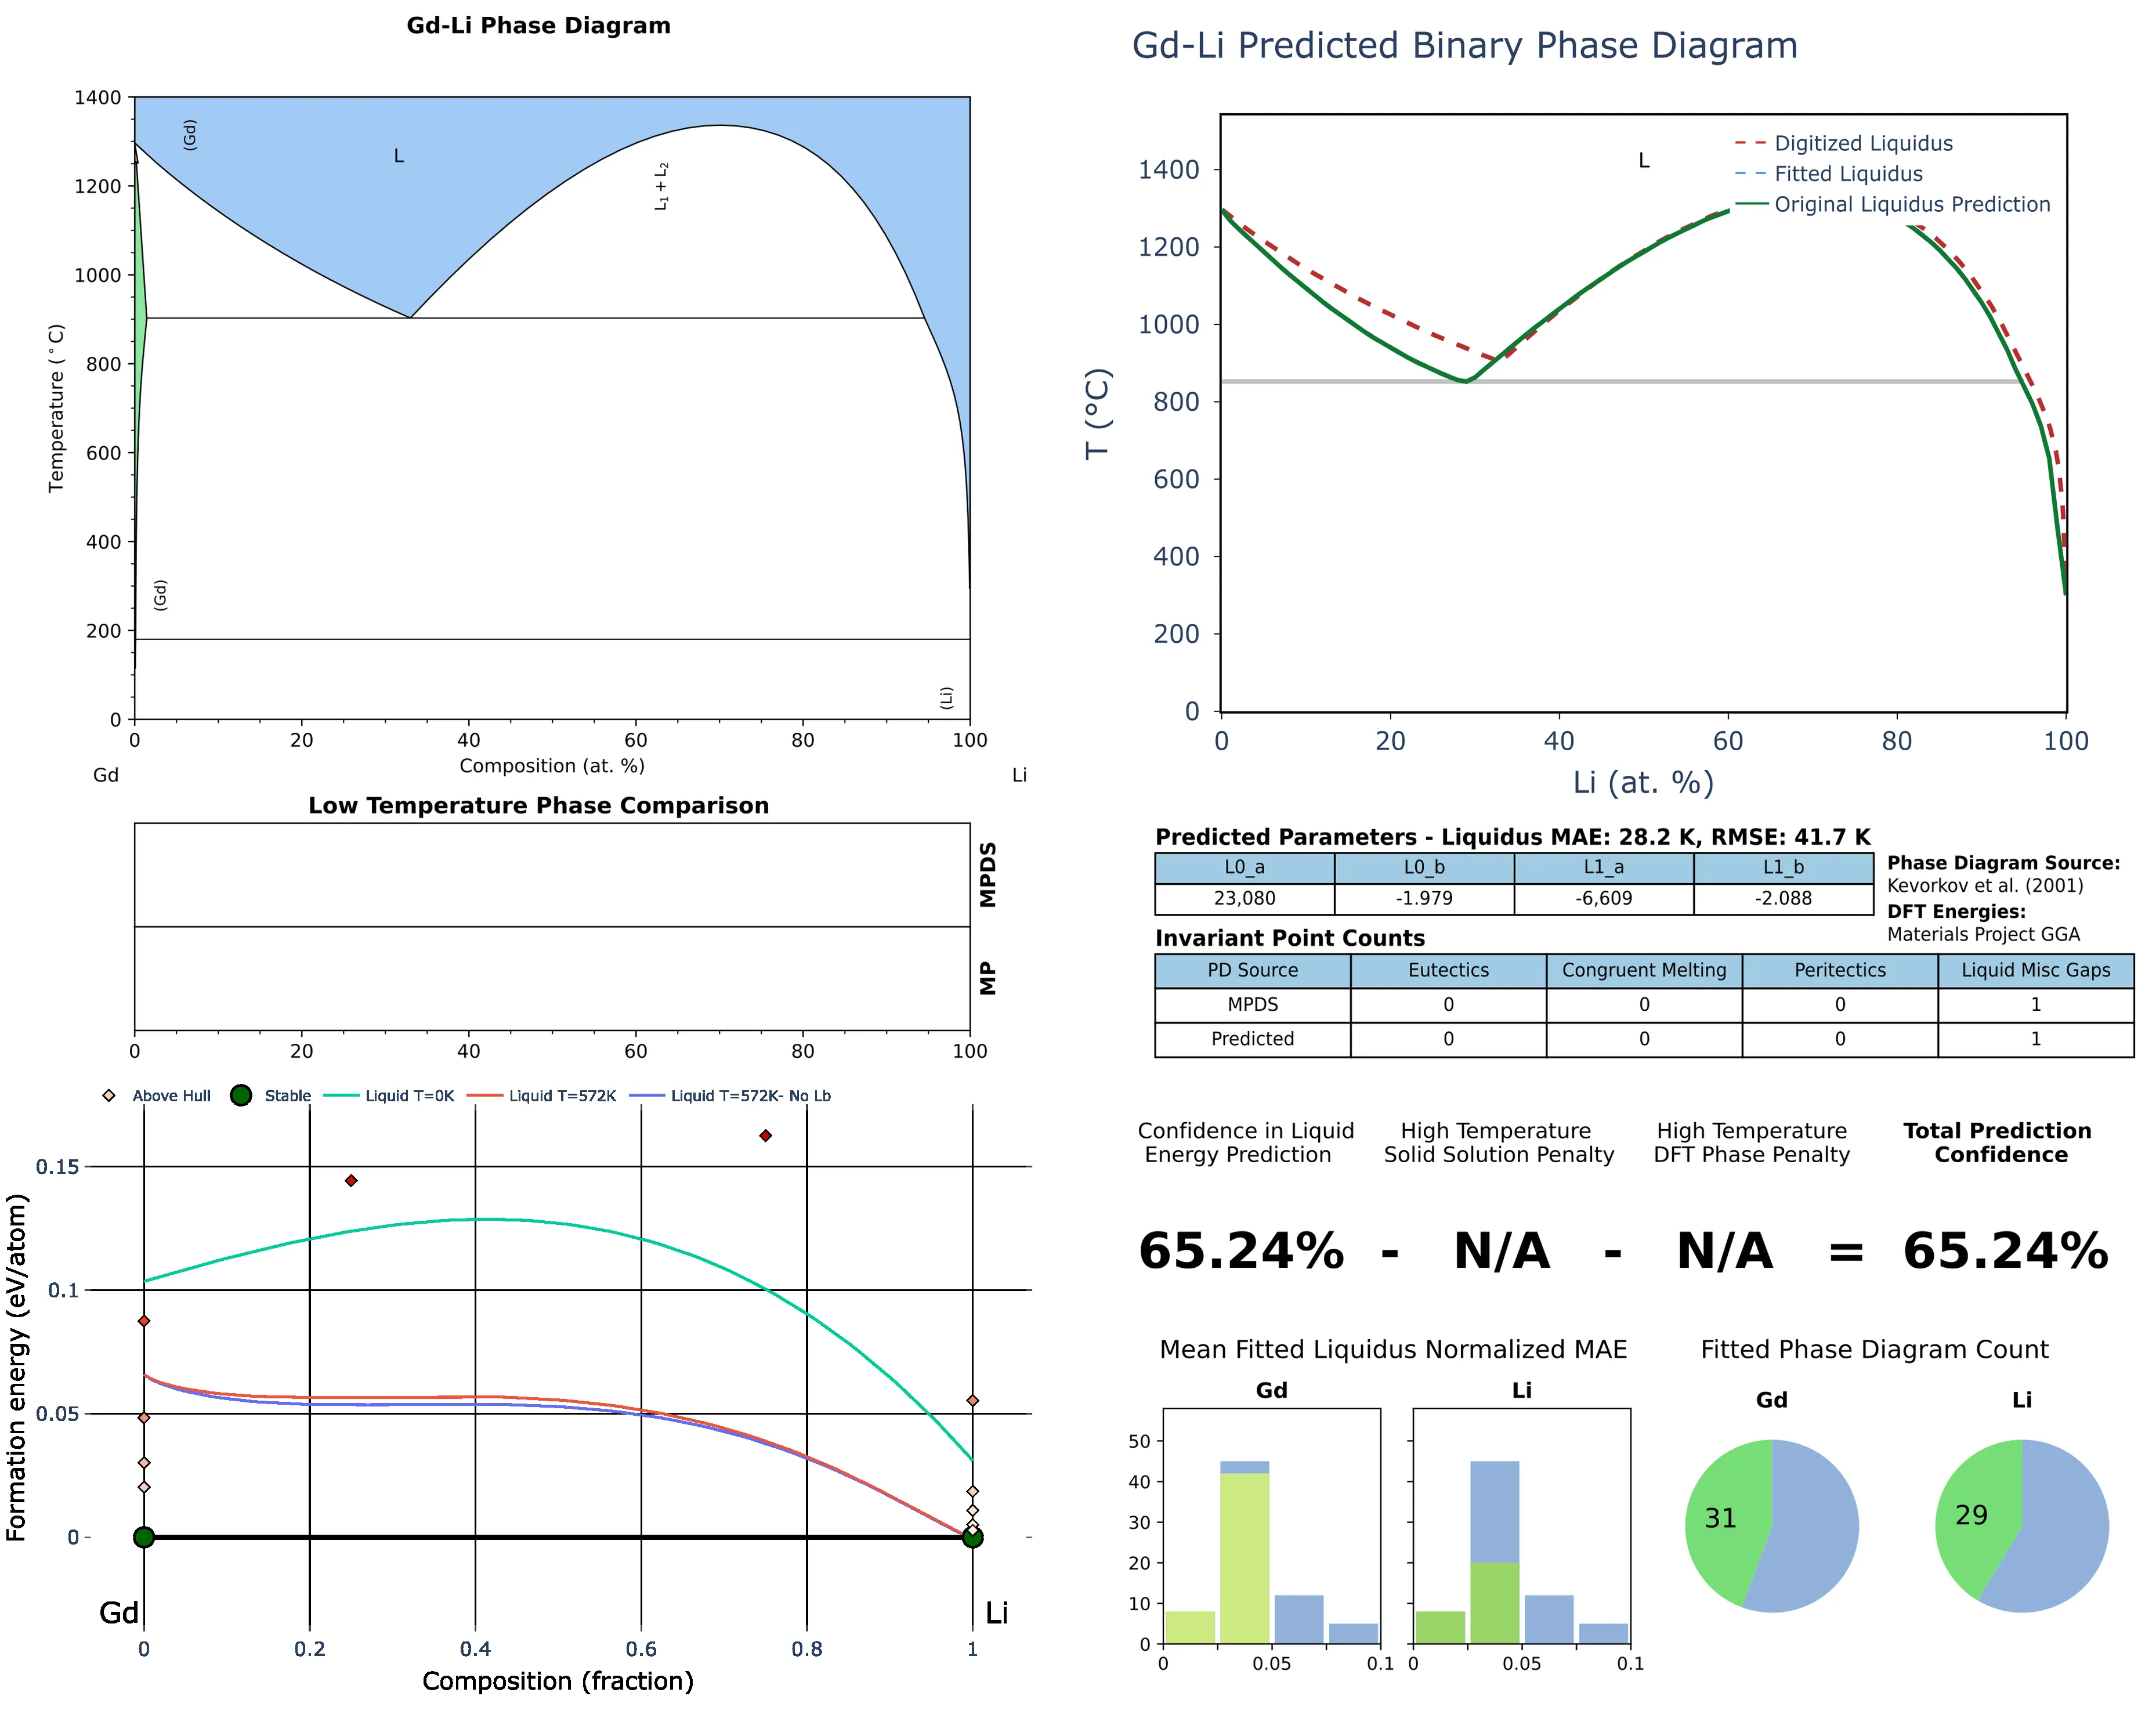 Gd-Li Phase Diagram
1400
1200
1000
800
600
400
200
0
Temperature (°C)
(Gd)
L
L1 + L2
(Gd)
(Li)
0 20 40 60 80 100
Composition (at. %)
Gd Li
Low Temperature Phase Comparison
MPDS
MP
0 20 40 60 80 100
Above Hull Stable Liquid T=0K Liquid T=572K Liquid T=572K- No Lb
0.15
0.1
0.05
0
Formation energy (eV/atom)
Gd Li
0 0.2 0.4 0.6 0.8 1
Composition (fraction)
Gd-Li Predicted Binary Phase Diagram
L
Digitized Liquidus
Fitted Liquidus
Original Liquidus Prediction
1400
1200
1000
800
600
400
200
0
T (°C)
0 20 40 60 80 100
Li (at. %)
Predicted Parameters - Liquidus MAE: 28.2 K, RMSE: 41.7 K
L0_a L0_b L1_a L1_b
23,080 -1.979 -6,609 -2.088
Phase Diagram Source:
Kevorkov et al. (2001)
DFT Energies:
Materials Project GGA
Invariant Point Counts
PD Source Eutectics Congruent Melting Peritectics Liquid Misc Gaps
MPDS 0 0 0 1
Predicted 0 0 0 1
Confidence in Liquid
Energy Prediction
High Temperature
Solid Solution Penalty
High Temperature
DFT Phase Penalty
Total Prediction
Confidence
65.24% - N/A - N/A = 65.24%
Mean Fitted Liquidus Normalized MAE
Gd Li
50
40
30
20
10
0
0 0.05 0.1 0 0.05 0.1
Fitted Phase Diagram Count
Gd Li
31 29